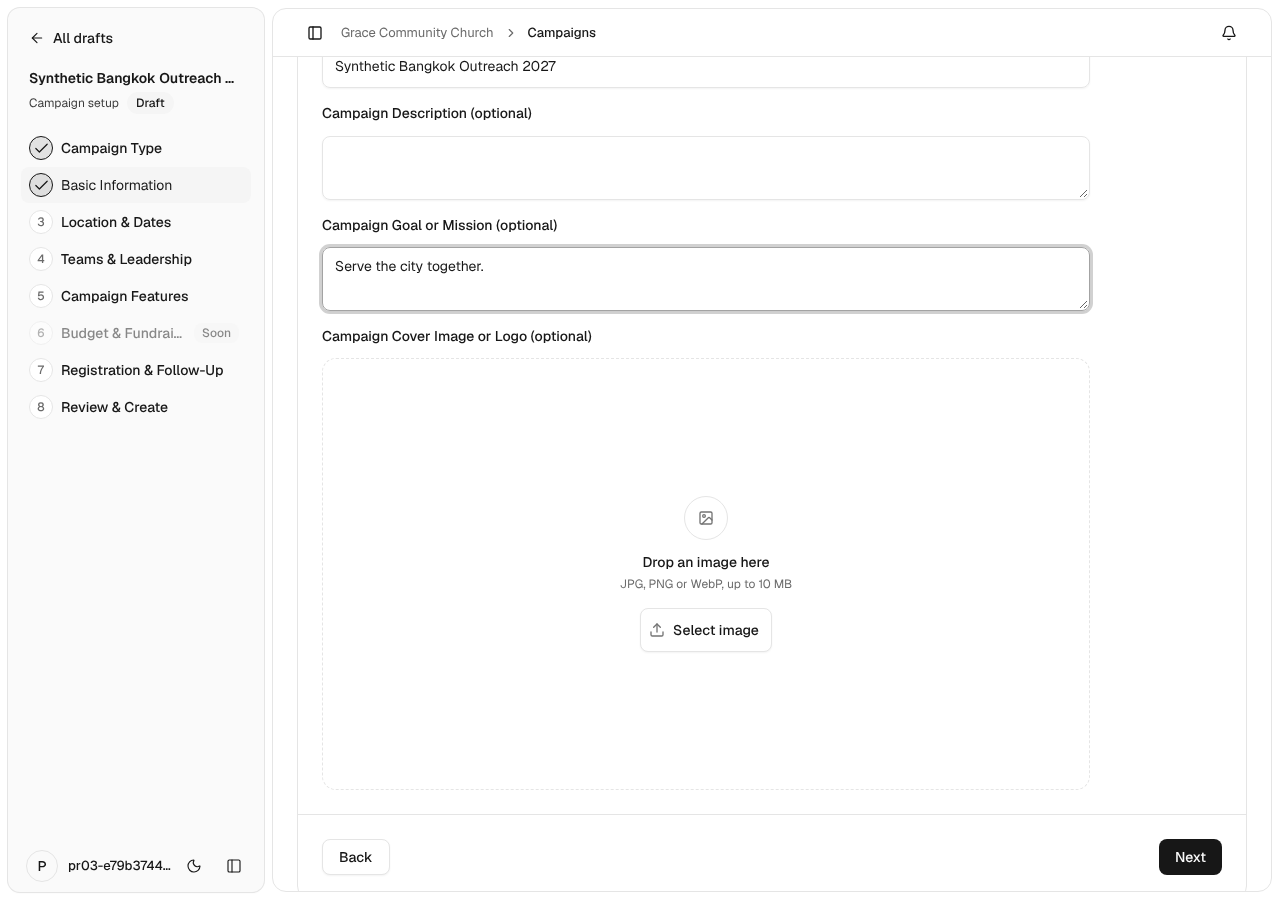 All drafts
Synthetic Bangkok Outreach ...
Campaign setup Draft
Campaign Type
Basic Information
3 Location & Dates
4 Teams & Leadership
5 Campaign Features
6 Budget & Fundrai... Soon
7 Registration & Follow-Up
8 Review & Create
P pr03-e79b3744...
Grace Community Church > Campaigns
Synthetic Bangkok Outreach 2027
Campaign Description (optional)
Campaign Goal or Mission (optional)
Serve the city together.
Campaign Cover Image or Logo (optional)
Drop an image here
JPG, PNG or WebP, up to 10 MB
Select image
Back Next